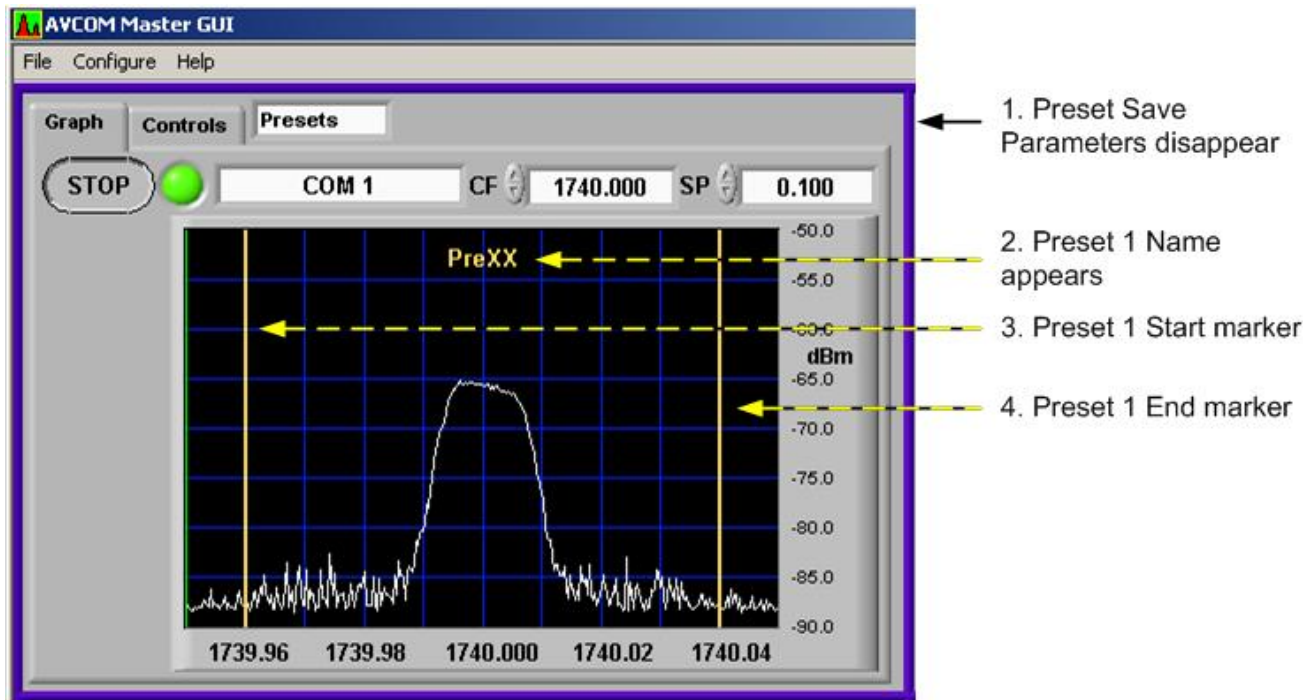 AVCOM Master GUI
File Configure Help
Graph Controls Presets
STOP COM 1 CF 1740.000 SP 0.100
PreXX
-50.0
-55.0
-60.0
dBm
-65.0
-70.0
-75.0
-80.0
-85.0
-90.0
1739.96 1739.98 1740.000 1740.02 1740.04
1. Preset Save
Parameters disappear
2. Preset 1 Name
appears
3. Preset 1 Start marker
4. Preset 1 End marker